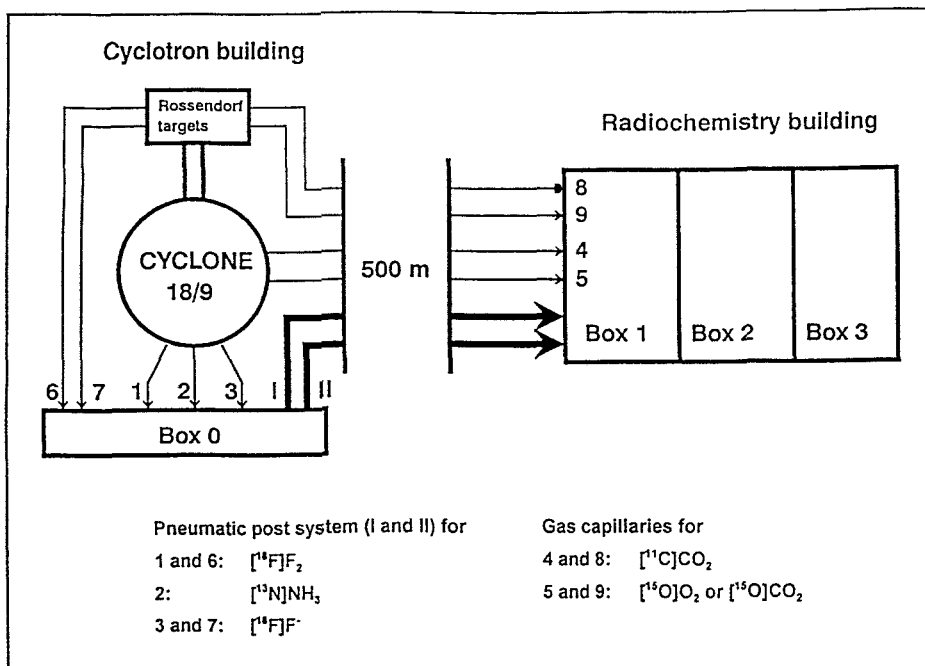 Cyclotron building
Rossendorf
targets
Radiochemistry building
CYCLONE
18/9
500 m
8
9
4
5
Box 1 Box 2 Box 3
6 7 1 2 3 I II
Box 0
Pneumatic post system (I and II) for
1 and 6: [¹⁸F]F₂
2: [¹³N]NH₃
3 and 7: [¹⁸F]F⁻
Gas capillaries for
4 and 8: [¹¹C]CO₂
5 and 9: [¹⁵O]O₂ or [¹⁵O]CO₂